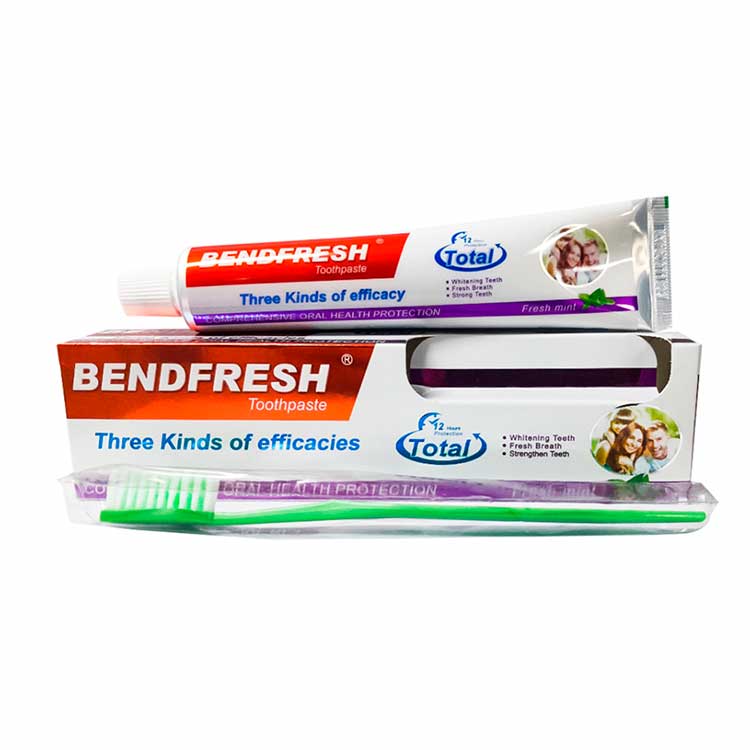 BENDFRESH®
Toothpaste
Three Kinds of efficacy
COMPREHENSIVE ORAL HEALTH PROTECTION
12 Hours
Protection
Total
• Whitening Teeth
• Fresh Breath
• Strong Teeth
Fresh mint
BENDFRESH®
Toothpaste
Three Kinds of efficacies
12 Hours
Protection
Total
• Whitening Teeth
• Fresh Breath
• Strengthen Teeth
ORAL HEALTH PROTECTION
Fresh mint